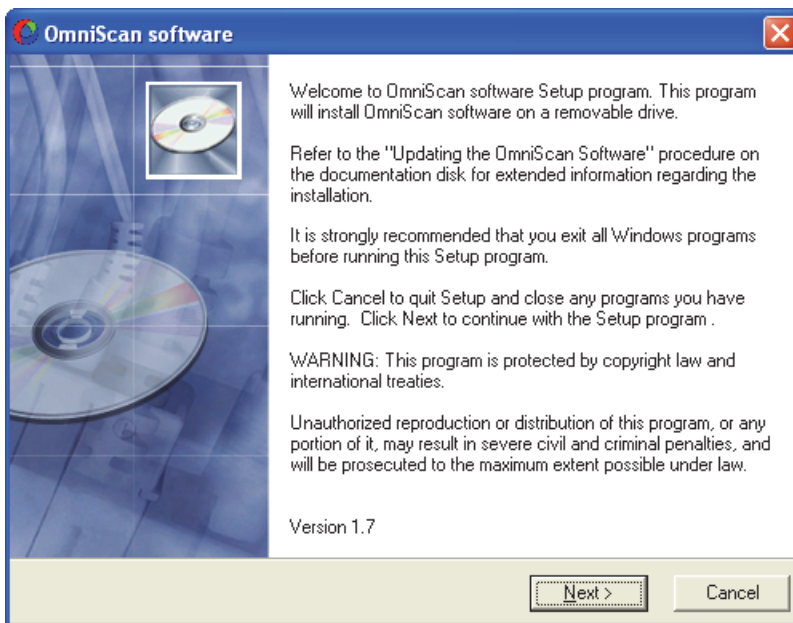 OmniScan software
Welcome to OmniScan software Setup program. This program
will install OmniScan software on a removable drive.
Refer to the "Updating the OmniScan Software" procedure on
the documentation disk for extended information regarding the
installation.
It is strongly recommended that you exit all Windows programs
before running this Setup program.
Click Cancel to quit Setup and close any programs you have
running.  Click Next to continue with the Setup program .
WARNING: This program is protected by copyright law and
international treaties.
Unauthorized reproduction or distribution of this program, or any
portion of it, may result in severe civil and criminal penalties, and
will be prosecuted to the maximum extent possible under law.
Version 1.7
Next >
Cancel